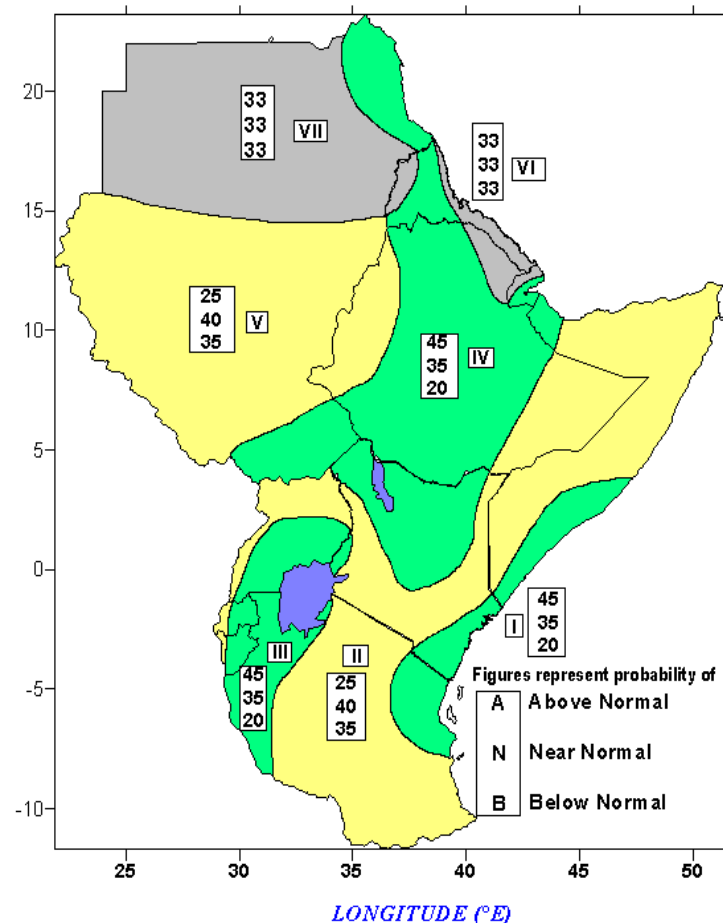 20
15
10
5
0
-5
-10
33
33
33
VII
33
33
33
VI
25
40
35
V
45
35
20
IV
45
35
20
I
III
45
35
20
II
25
40
35
Figures represent probability of
A Above Normal
N Near Normal
B Below Normal
25 30 35 40 45 50
LONGITUDE (°E)